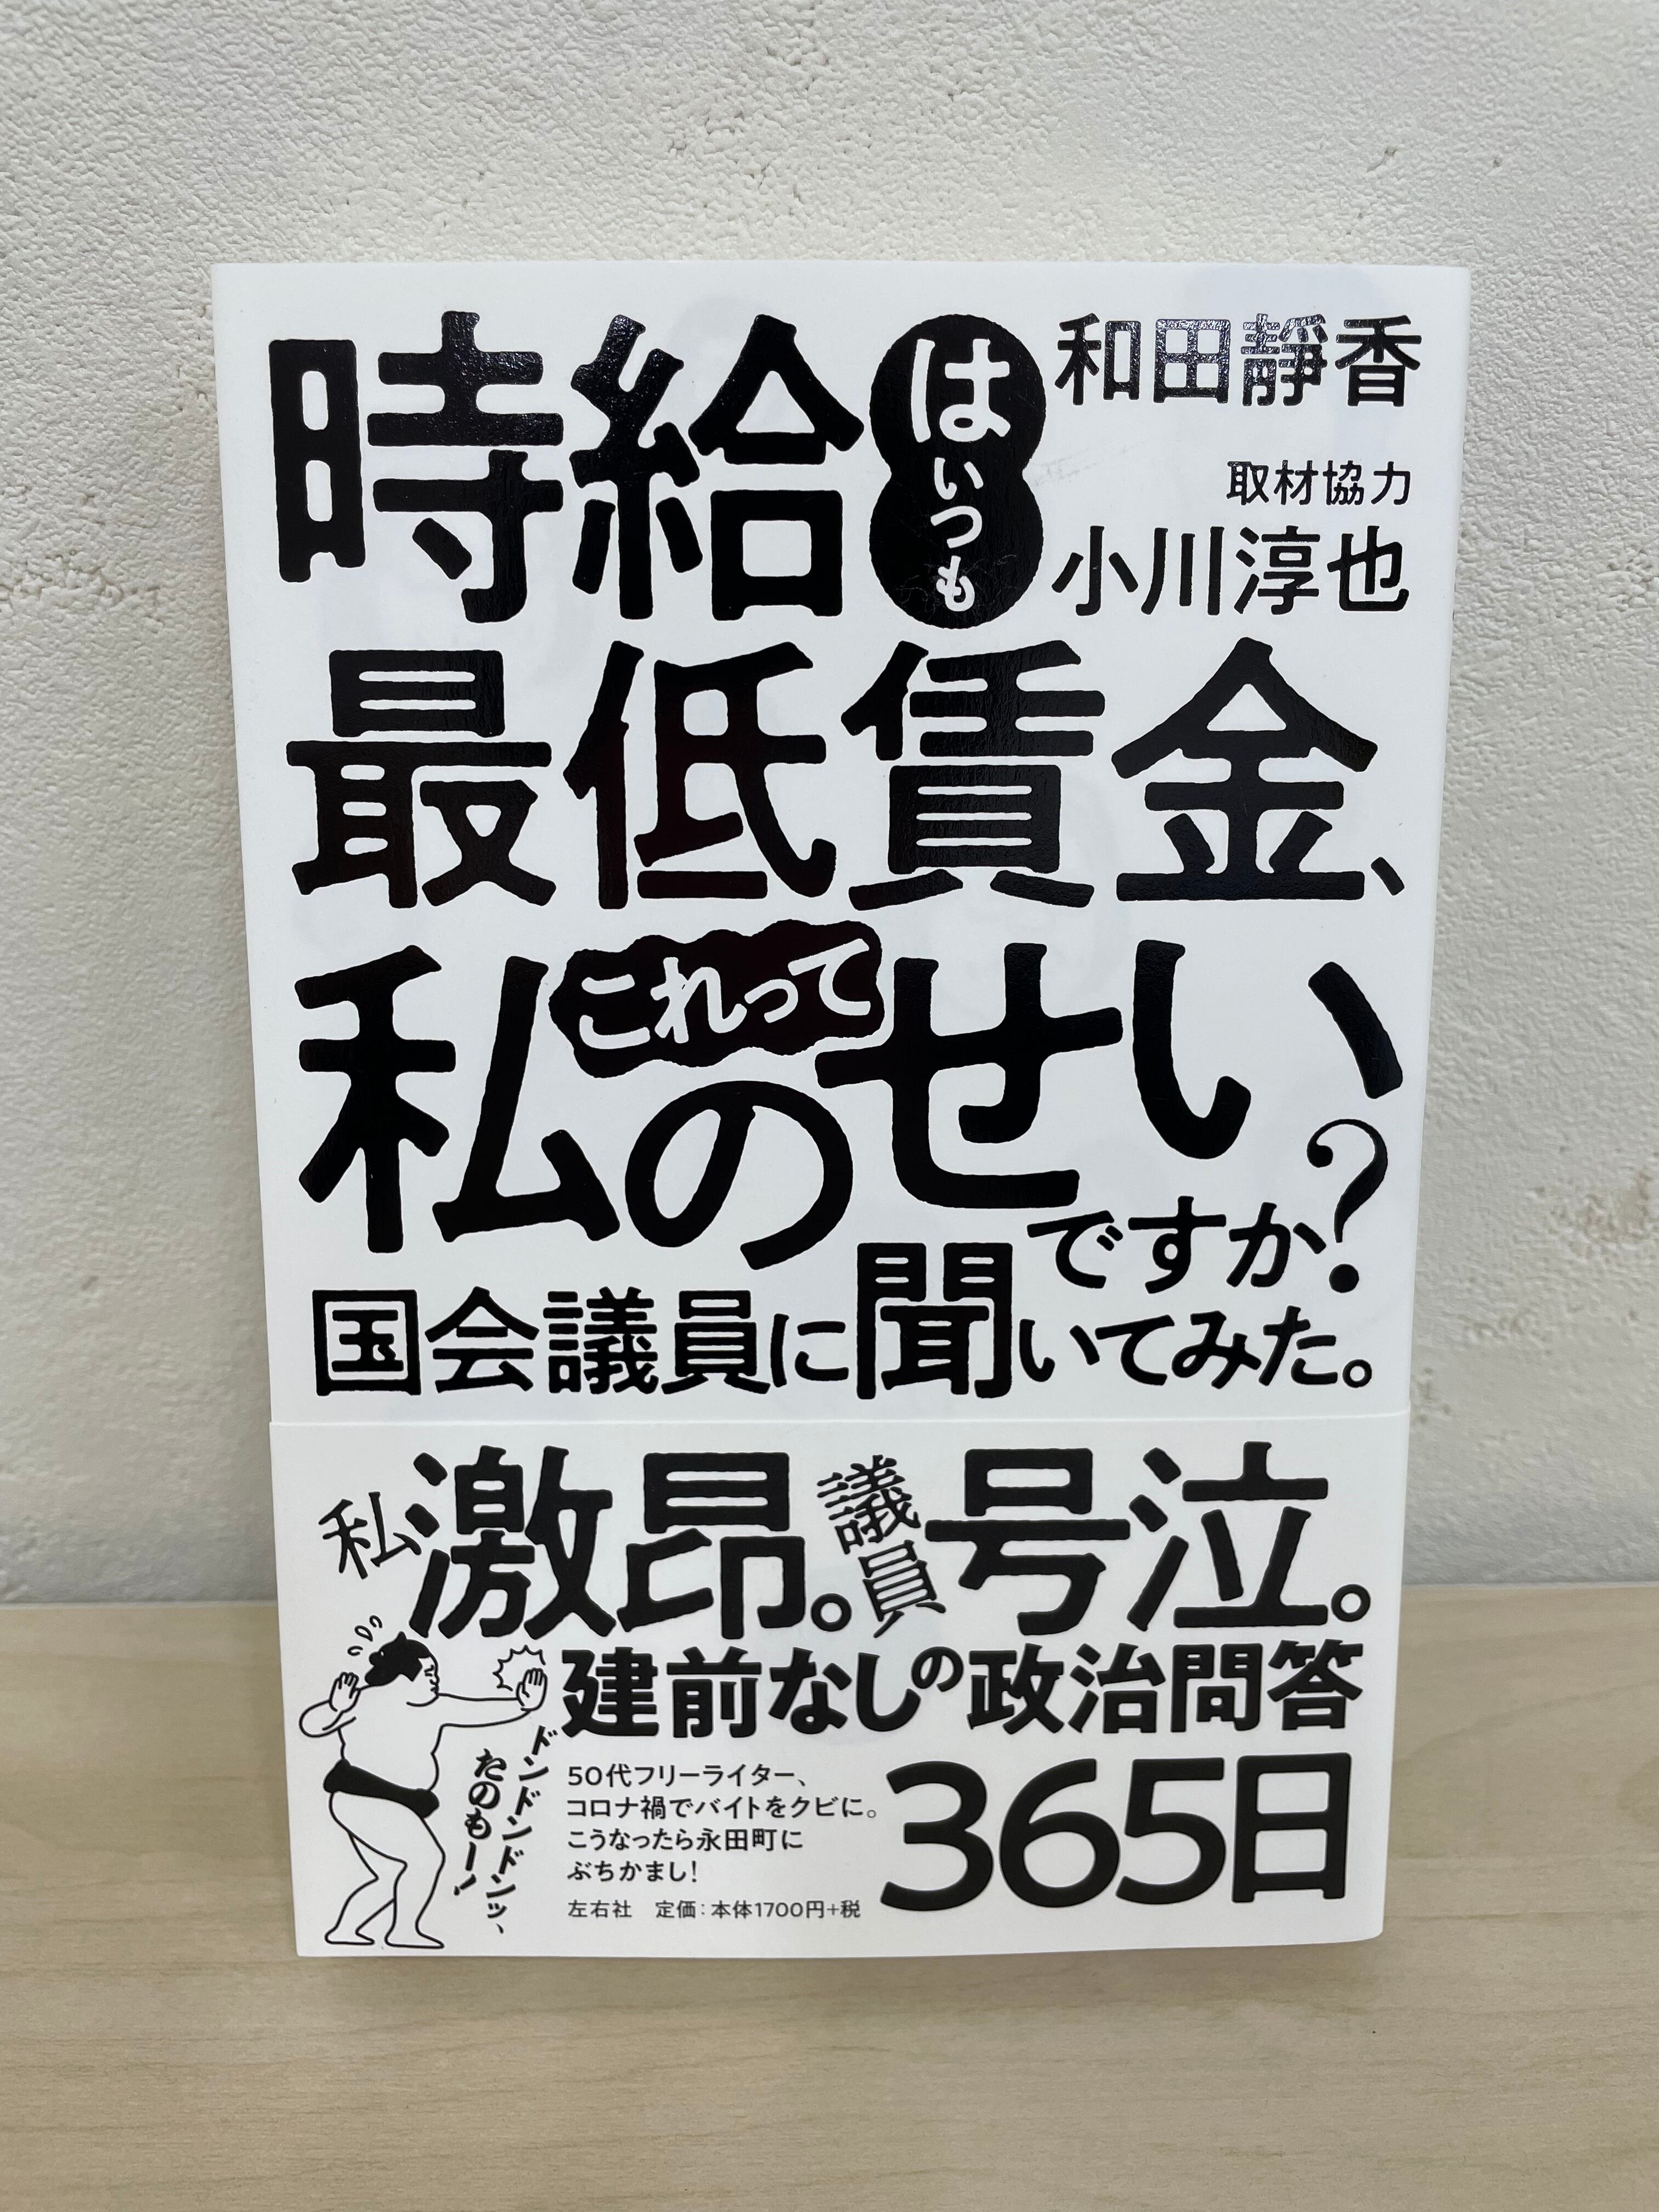 時給はいつも
和田靜香
取材協力
小川淳也
最低賃金、
これって
私のせい
ですか?
国会議員に聞いてみた。
私激昂。議員号泣。
建前なしの政治問答
365日
ドンドンドンドンッ、
たのもー!
50代フリーライター、
コロナ禍でバイトをクビに。
こうなったら永田町に
ぶちかまし!
左右社 定価:本体1700円+税